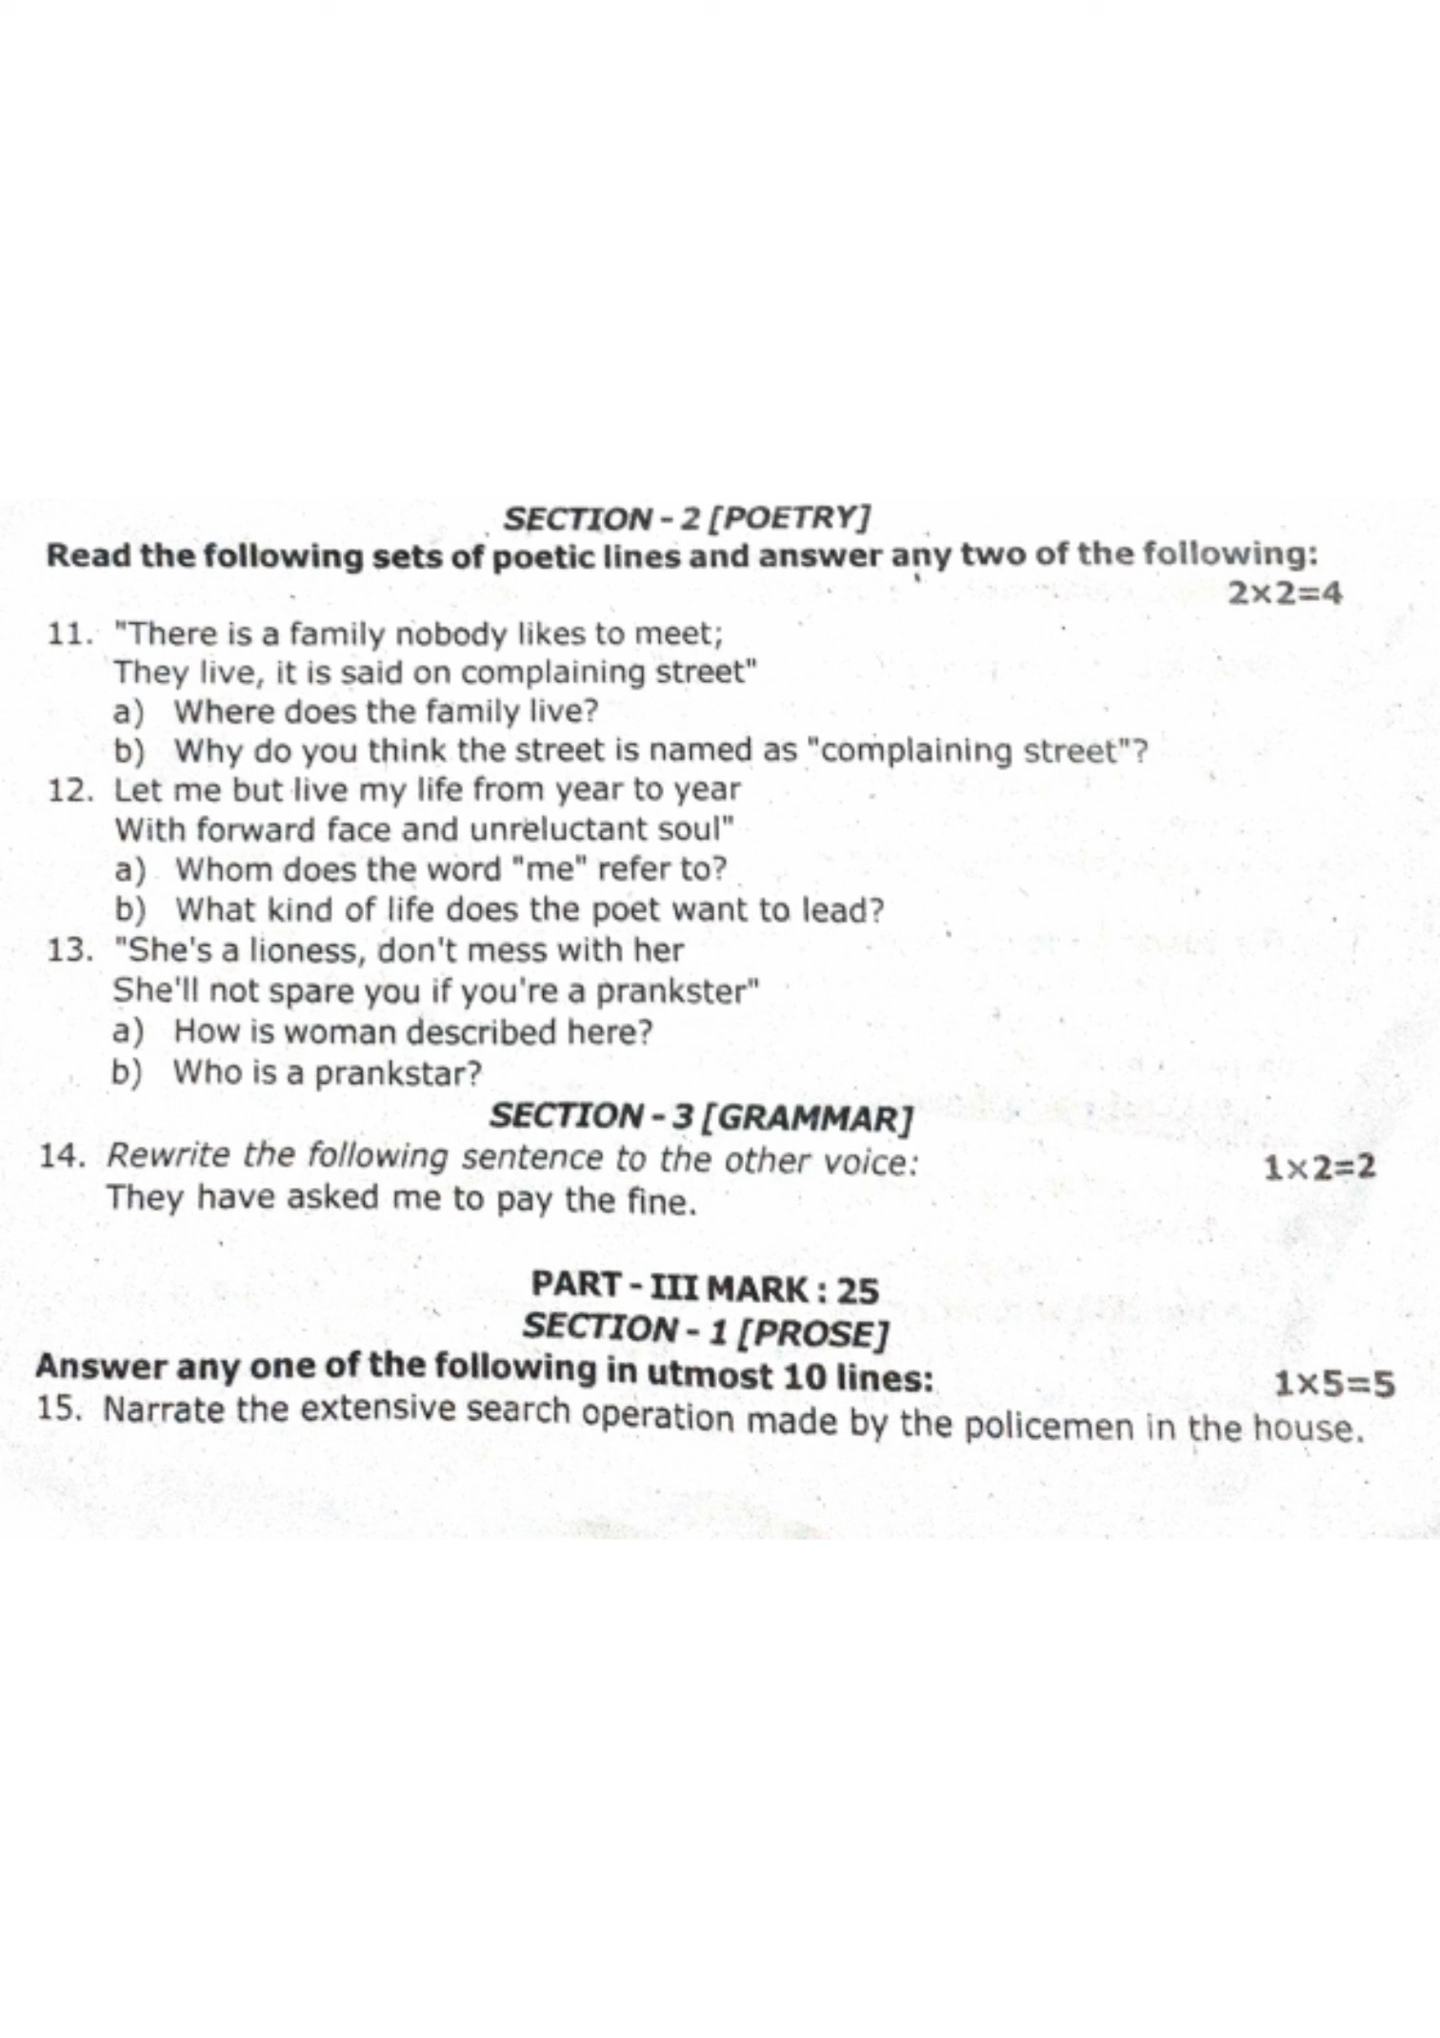 SECTION - 2 [POETRY]
Read the following sets of poetic lines and answer any two of the following:
2×2=4
11. "There is a family nobody likes to meet;
They live, it is said on complaining street"
a) Where does the family live?
b) Why do you think the street is named as "complaining street"?
12. Let me but live my life from year to year
With forward face and unreluctant soul"
a) Whom does the word "me" refer to?
b) What kind of life does the poet want to lead?
13. "She's a lioness, don't mess with her
She'll not spare you if you're a prankster"
a) How is woman described here?
b) Who is a prankstar?
SECTION - 3 [GRAMMAR]
14. Rewrite the following sentence to the other voice: 1×2=2
They have asked me to pay the fine.
PART - III MARK : 25
SECTION - 1 [PROSE]
Answer any one of the following in utmost 10 lines: 1×5=5
15. Narrate the extensive search operation made by the policemen in the house.